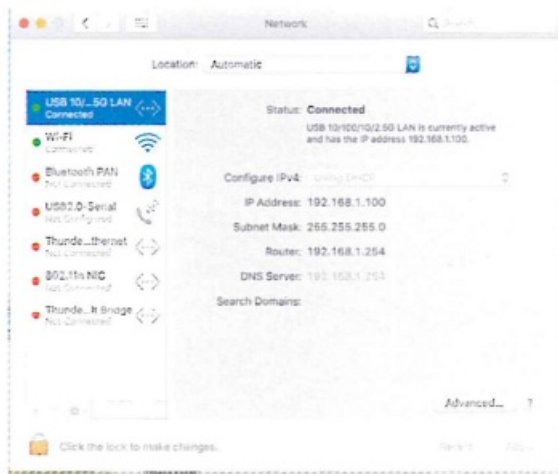 Network
Search
Location: Automatic
USB 10/...5G LAN
Connected
Wi-Fi
Connected
Bluetooth PAN
Not Connected
USB2.0-Serial
Not Configured
Thunde...thernet
Not Connected
802.11n NIC
Not Connected
Thunde...lt Bridge
Not Connected
Status: Connected
USB 10/100/1G/2.5G LAN is currently active
and has the IP address 192.168.1.100.
Configure IPv4: Using DHCP
IP Address: 192.168.1.100
Subnet Mask: 255.255.255.0
Router: 192.168.1.254
DNS Server: 192.168.1.254
Search Domains:
Advanced... ?
Click the lock to make changes.
Revert Apply